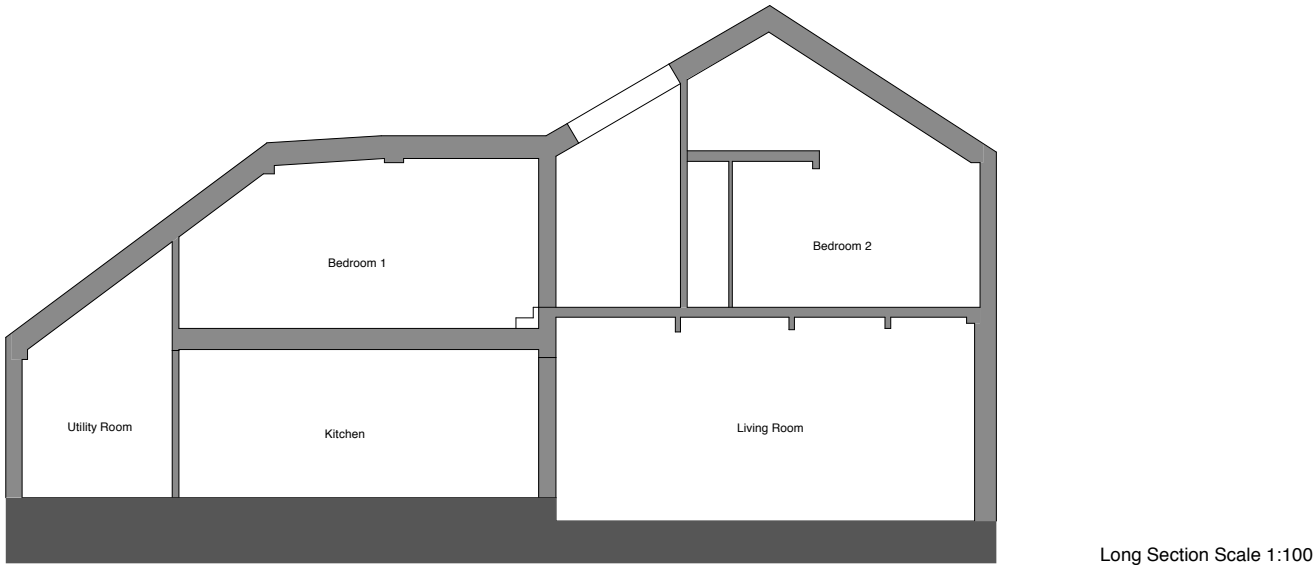 Bedroom 2
Bedroom 1
Utility Room
Kitchen
Living Room
Long Section Scale 1:100